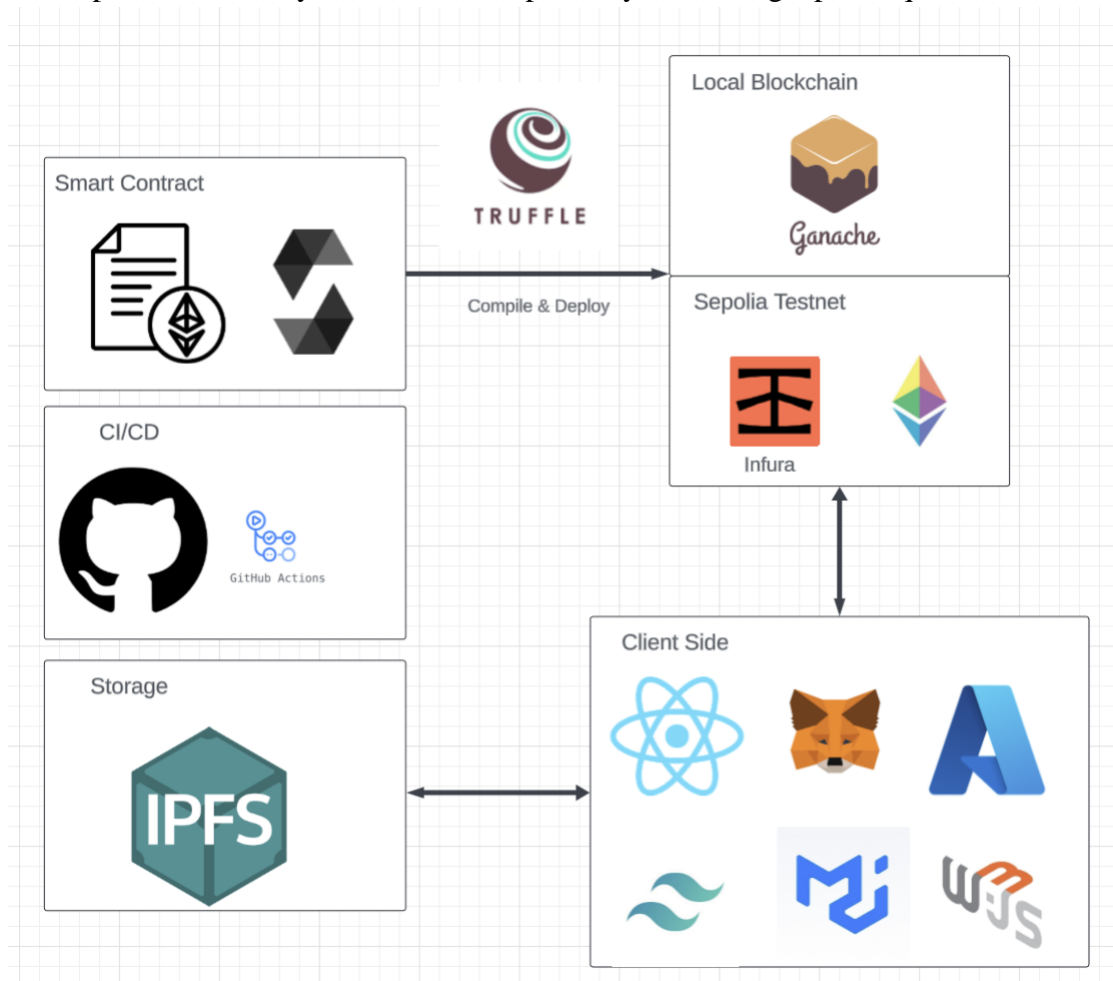 Local Blockchain
TRUFFLE
Ganache
Smart Contract
Compile & Deploy
Sepolia Testnet
Infura
CI/CD
GitHub Actions
Client Side
Storage
IPFS
W3JS